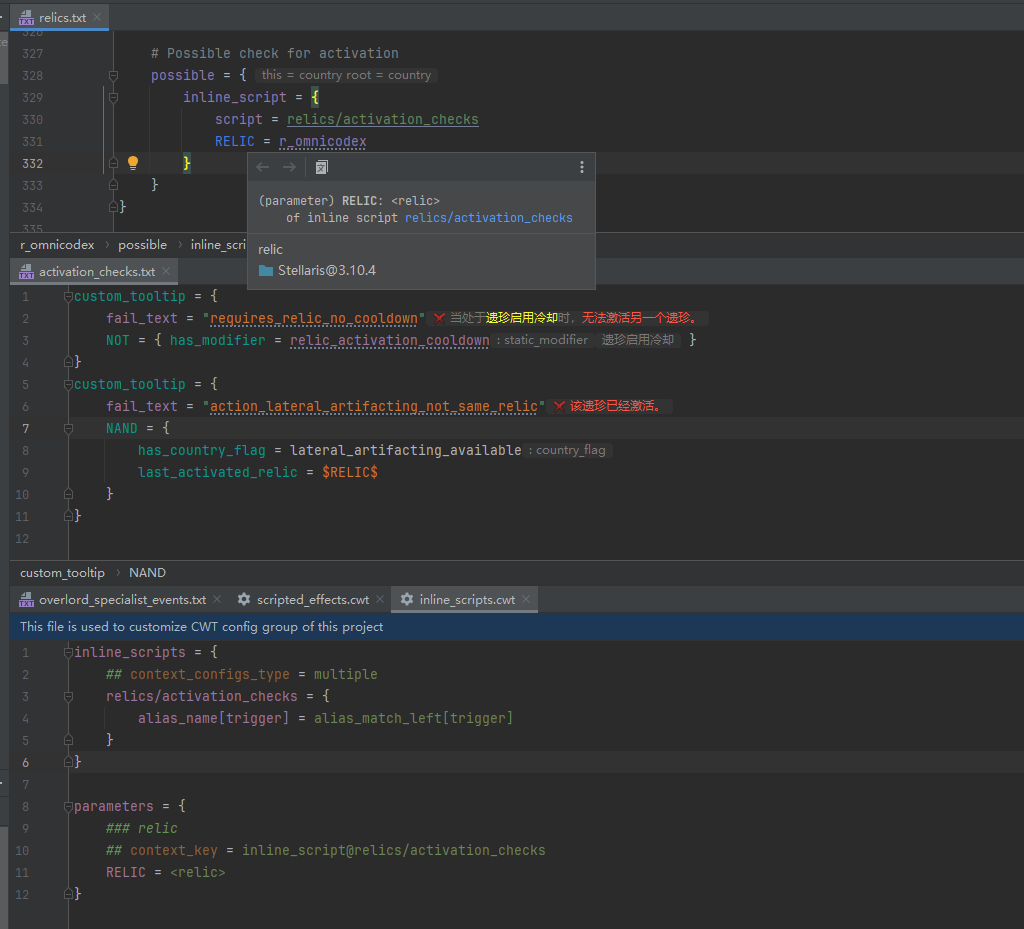 relics.txt
326
327 # Possible check for activation
328 possible = { this = country root = country
329 inline_script = {
330 script = relics/activation_checks
331 RELIC = r_omnicodex
332 }
333 }
334 }
335
(parameter) RELIC: <relic>
of inline script relics/activation_checks
relic
Stellaris@3.10.4
r_omnicodex › possible › inline_scri
activation_checks.txt
1 custom_tooltip = {
2 fail_text = "requires_relic_no_cooldown" 当处于遗珍启用冷却时，无法激活另一个遗珍。
3 NOT = { has_modifier = relic_activation_cooldown : static_modifier 遗珍启用冷却 }
4 }
5 custom_tooltip = {
6 fail_text = "action_lateral_artifacting_not_same_relic" 该遗珍已经激活。
7 NAND = {
8 has_country_flag = lateral_artifacting_available : country_flag
9 last_activated_relic = $RELIC$
10 }
11 }
12
custom_tooltip › NAND
overlord_specialist_events.txt scripted_effects.cwt inline_scripts.cwt
This file is used to customize CWT config group of this project
1 inline_scripts = {
2 ## context_configs_type = multiple
3 relics/activation_checks = {
4 alias_name[trigger] = alias_match_left[trigger]
5 }
6 }
7
8 parameters = {
9 ### relic
10 ## context_key = inline_script@relics/activation_checks
11 RELIC = <relic>
12 }